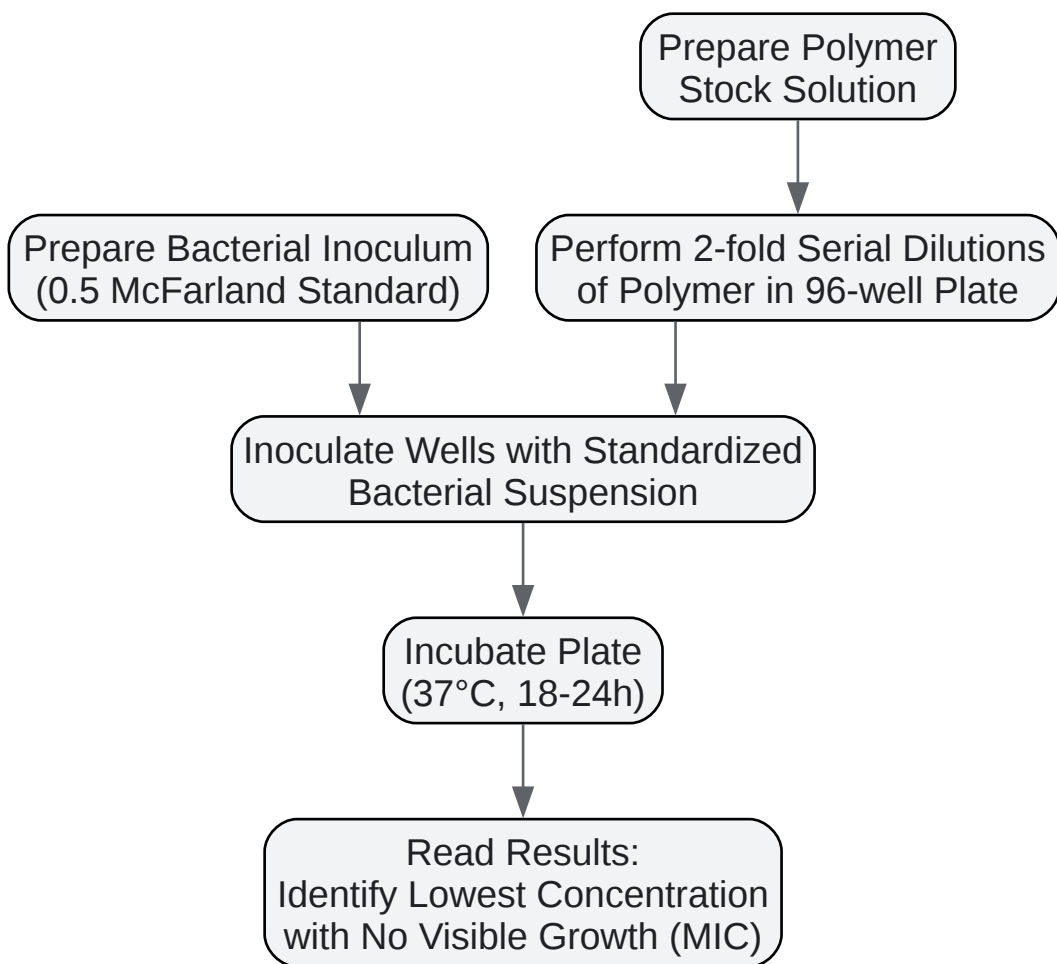 Prepare Polymer
Stock Solution
Prepare Bacterial Inoculum
(0.5 McFarland Standard)
Perform 2-fold Serial Dilutions
of Polymer in 96-well Plate
Inoculate Wells with Standardized
Bacterial Suspension
Incubate Plate
(37°C, 18-24h)
Read Results:
Identify Lowest Concentration
with No Visible Growth (MIC)